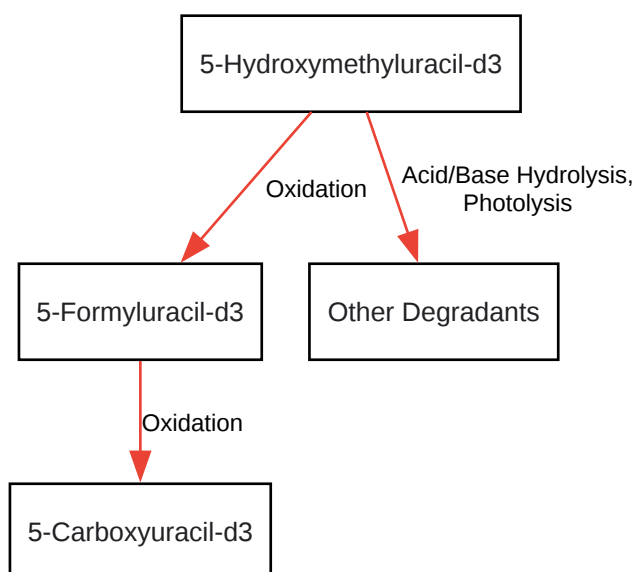 5-Hydroxymethyluracil-d3
Oxidation
Acid/Base Hydrolysis,
Photolysis
5-Formyluracil-d3
Other Degradants
Oxidation
5-Carboxyuracil-d3